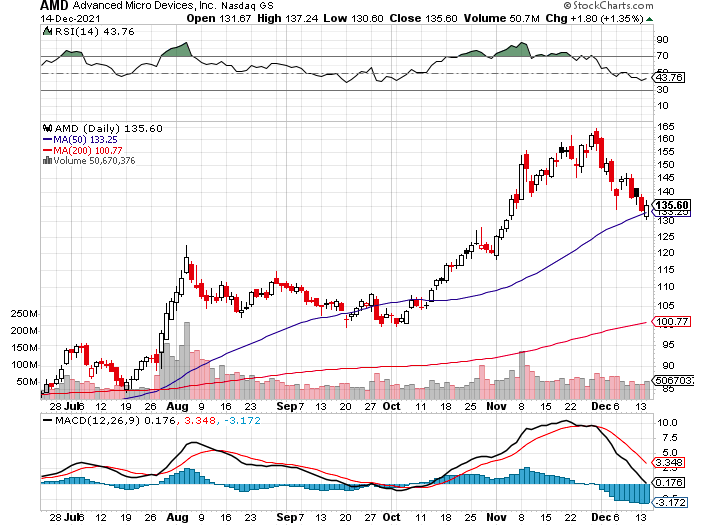 AMD Advanced Micro Devices, Inc. Nasdaq GS © StockCharts.com
14-Dec-2021 Open 131.67 High 137.24 Low 130.60 Close 135.60 Volume 50.7M Chg +1.80 (+1.35%)
RSI(14) 43.76
90
70
50
43.76
30
10
AMD (Daily) 135.60
MA(50) 133.25
MA(200) 100.77
Volume 50,670,376
165
160
155
150
145
140
135.60
133.25
130
125
120
115
110
105
100.77
95
90
85
250M
200M
150M
100M
50M
5067037
28 Jul 6 12 19 26 Aug 9 16 23 Sep 7 13 20 27 Oct 11 18 25 Nov 8 15 22 Dec 6 13
MACD(12,26,9) 0.176, 3.348, -3.172
10.0
7.5
5.0
3.348
0.176
-3.172
28 Jul 6 12 19 26 Aug 9 16 23 Sep 7 13 20 27 Oct 11 18 25 Nov 8 15 22 Dec 6 13